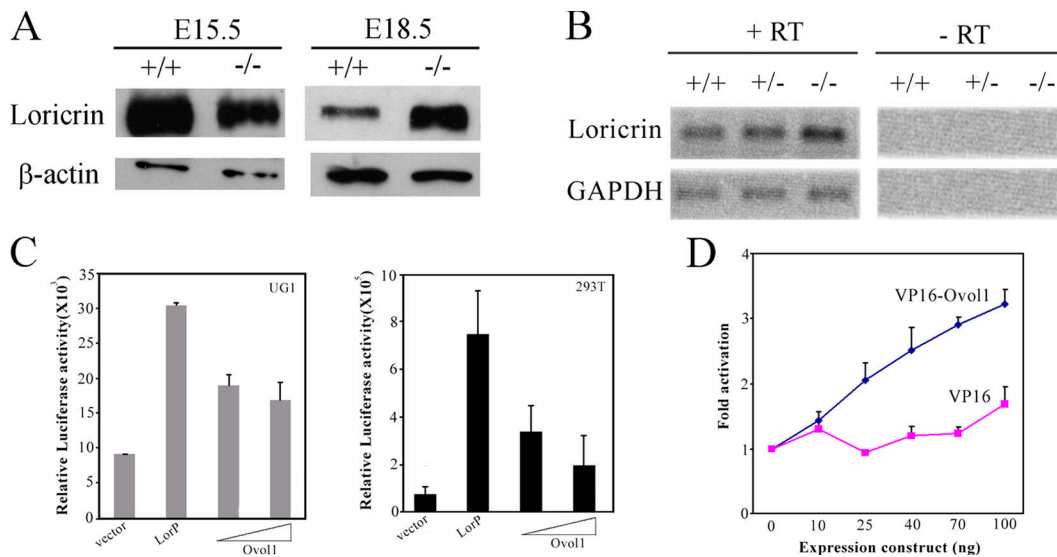 A
E15.5
E18.5
+/+ -/- +/+ -/-
Loricrin
β-actin
B
+ RT
- RT
+/+ +/- -/- +/+ +/- -/-
Loricrin
GAPDH
C
Relative Luciferase activity(X10³)
35
30
25
20
15
10
5
0
UG1
vector
LorP
Ovol1
Relative Luciferase activity(X10⁵)
10
8
6
4
2
0
293T
vector
LorP
Ovol1
D
Fold activation
4
3
2
1
0
VP16-Ovol1
VP16
0 10 25 40 70 100
Expression construct (ng)